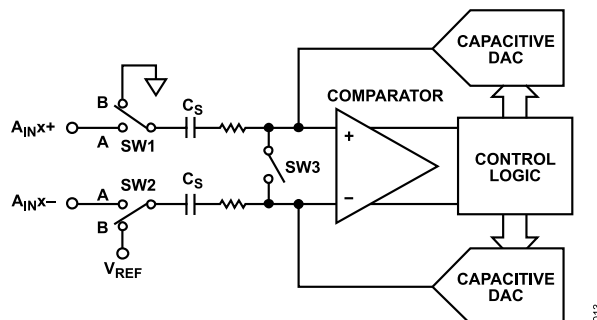 CAPACITIVE
DAC
COMPARATOR
B
CS
AINx+
A
SW1
+
SW3
CONTROL
LOGIC
AINx–
A
SW2
CS
–
B
VREF
CAPACITIVE
DAC